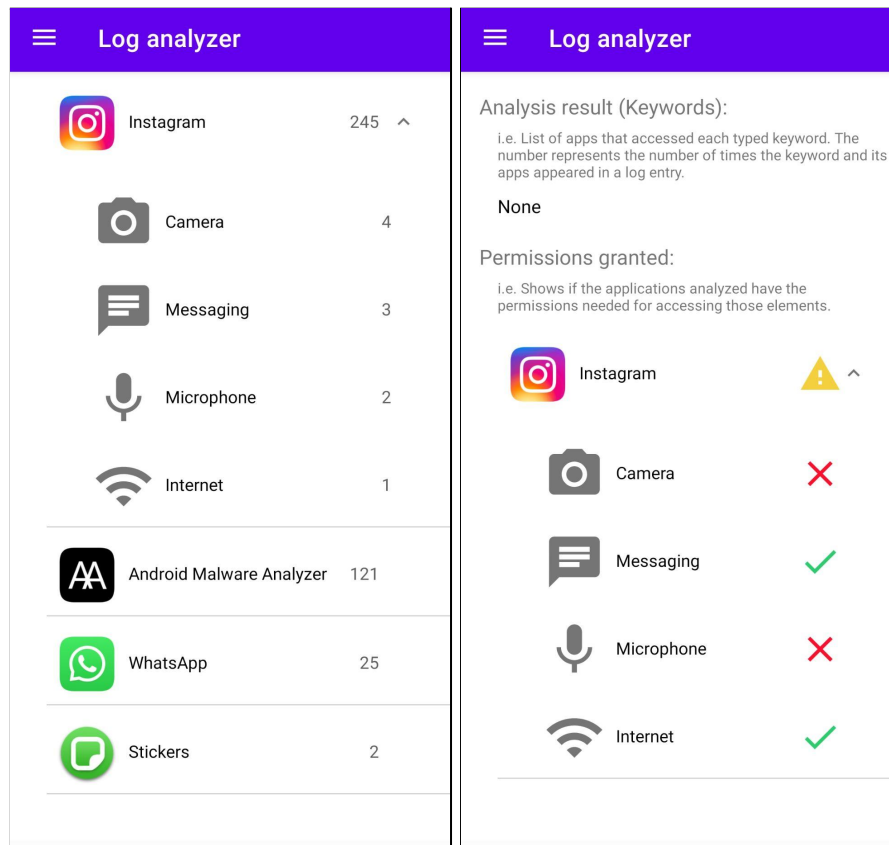 Log analyzer
Instagram 245
Camera 4
Messaging 3
Microphone 2
Internet 1
AA
Android Malware Analyzer 121
WhatsApp 25
Stickers 2
Log analyzer
Analysis result (Keywords):
i.e. List of apps that accessed each typed keyword. The
number represents the number of times the keyword and its
apps appeared in a log entry.
None
Permissions granted:
i.e. Shows if the applications analyzed have the
permissions needed for accessing those elements.
Instagram
Camera
Messaging
Microphone
Internet